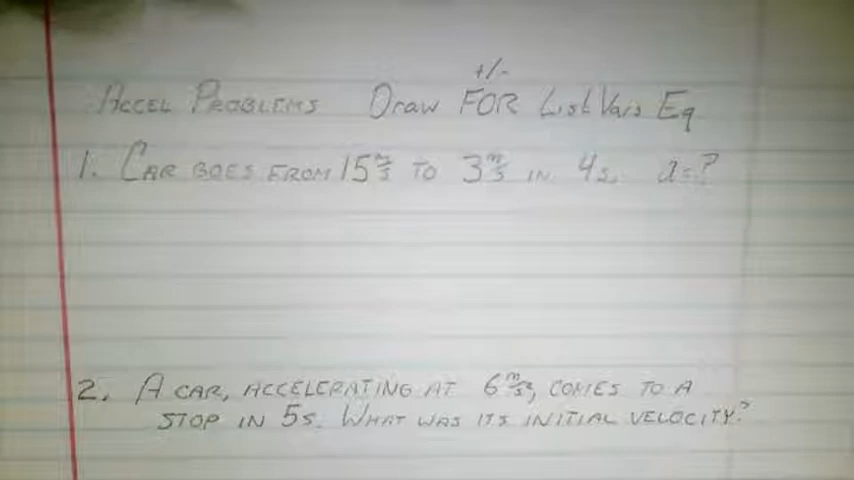 +/-
ACCEL PROBLEMS Draw FOR List Vars Eq
1. CAR GOES FROM 15 m/s TO 3 m/s IN 4s. a=?
2. A CAR, ACCELERATING AT 6 m/s², COMES TO A
STOP IN 5s. WHAT WAS ITS INITIAL VELOCITY?